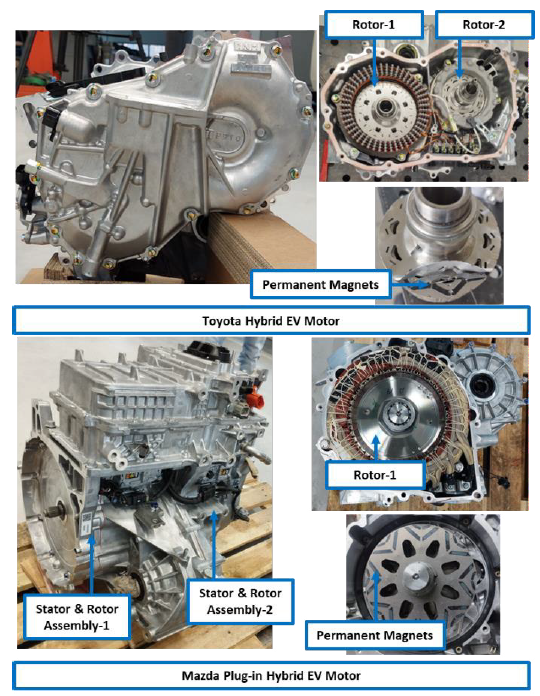 Rotor-1
Rotor-2
Permanent Magnets
Toyota Hybrid EV Motor
Rotor-1
Stator & Rotor
Assembly-2
Stator & Rotor
Assembly-1
Permanent Magnets
Mazda Plug-in Hybrid EV Motor